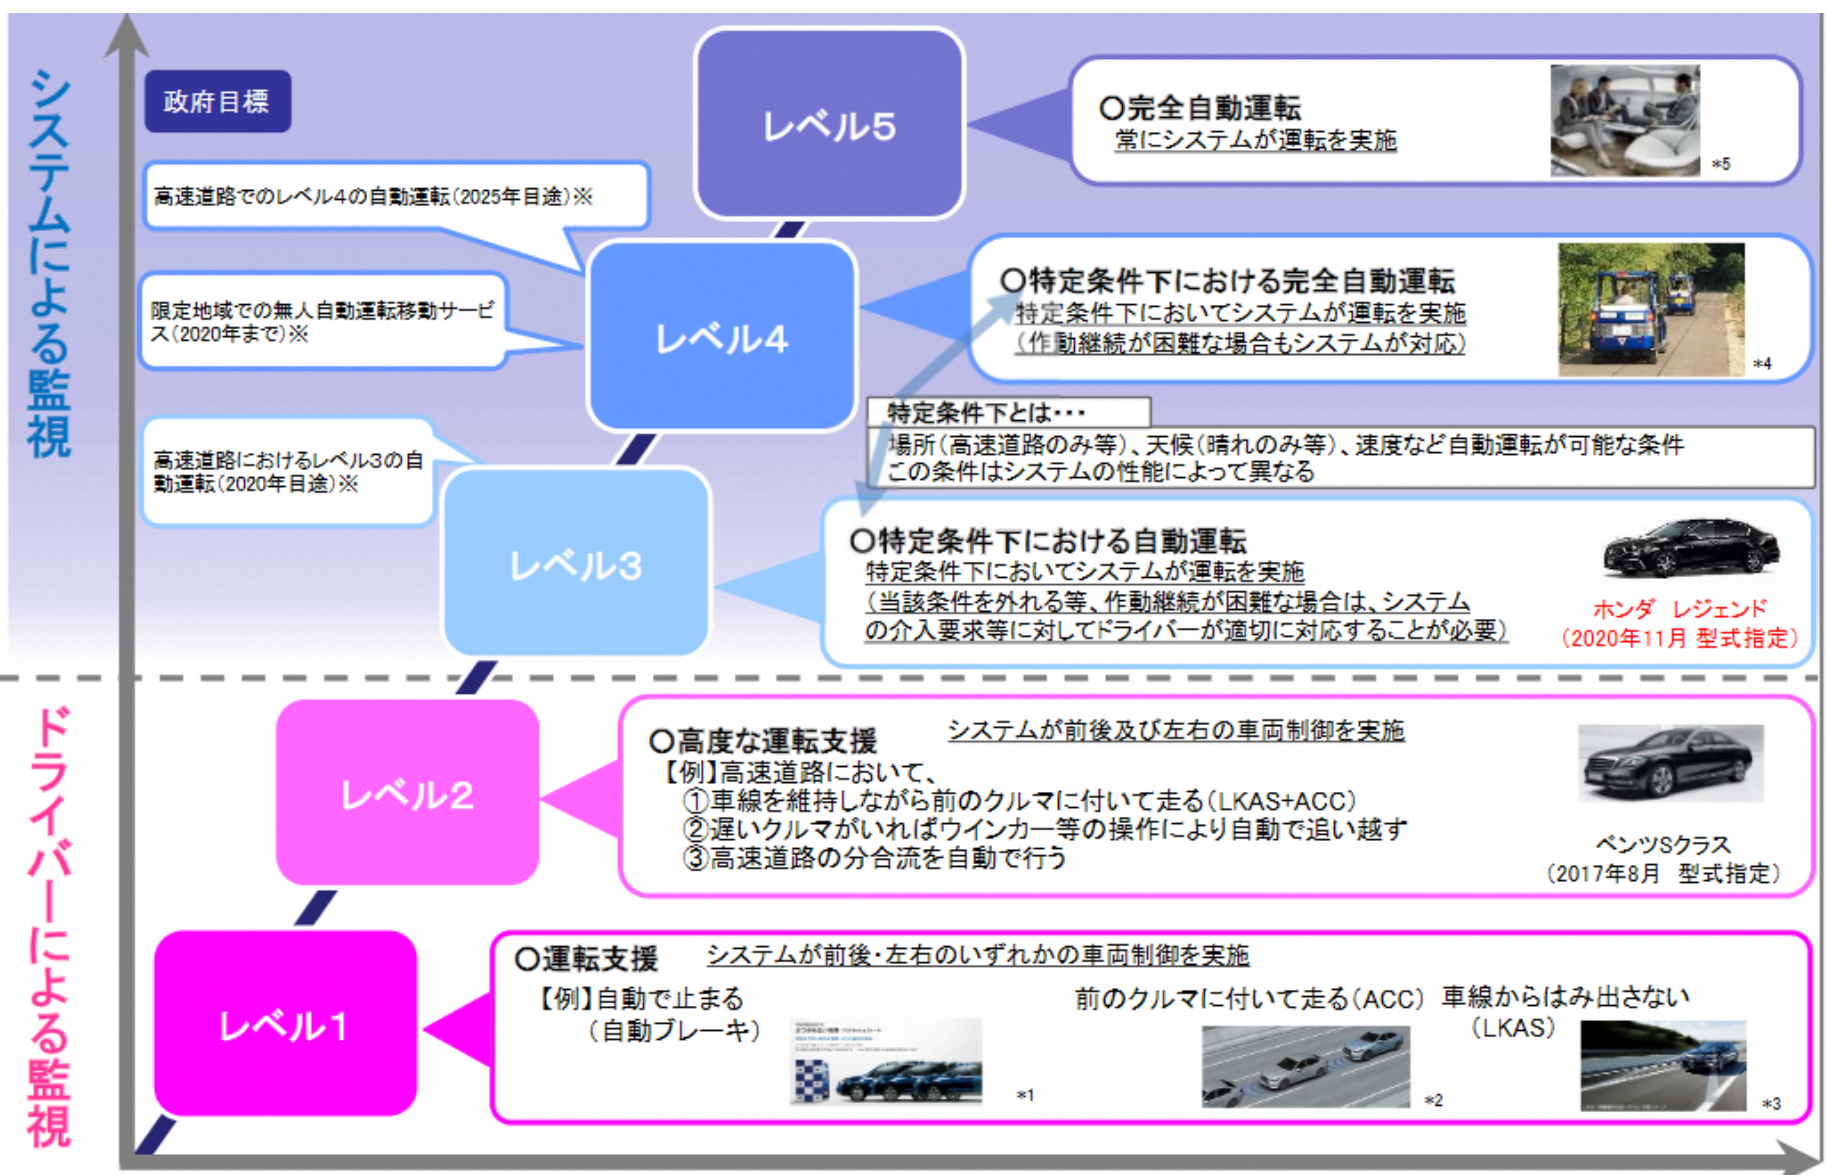 システムによる監視
政府目標
レベル5
〇完全自動運転
常にシステムが運転を実施
*5
高速道路でのレベル4の自動運転(2025年目途)※
限定地域での無人自動運転移動サービ
ス(2020年まで)※
レベル4
〇特定条件下における完全自動運転
特定条件下においてシステムが運転を実施
(作動継続が困難な場合もシステムが対応)
*4
特定条件下とは・・・
場所(高速道路のみ等)、天候(晴れのみ等)、速度など自動運転が可能な条件
この条件はシステムの性能によって異なる
高速道路におけるレベル3の自
動運転(2020年目途)※
レベル3
〇特定条件下における自動運転
特定条件下においてシステムが運転を実施
(当該条件を外れる等、作動継続が困難な場合は、システム
の介入要求等に対してドライバーが適切に対応することが必要)
ホンダ レジェンド
(2020年11月 型式指定)
ドライバーによる監視
レベル2
〇高度な運転支援 システムが前後及び左右の車両制御を実施
【例】高速道路において、
①車線を維持しながら前のクルマに付いて走る(LKAS+ACC)
②遅いクルマがいればウインカー等の操作により自動で追い越す
③高速道路の分合流を自動で行う
ベンツSクラス
(2017年8月 型式指定)
レベル1
〇運転支援 システムが前後・左右のいずれかの車両制御を実施
【例】自動で止まる
(自動ブレーキ)
*1
前のクルマに付いて走る(ACC)
*2
車線からはみ出さない
(LKAS)
*3